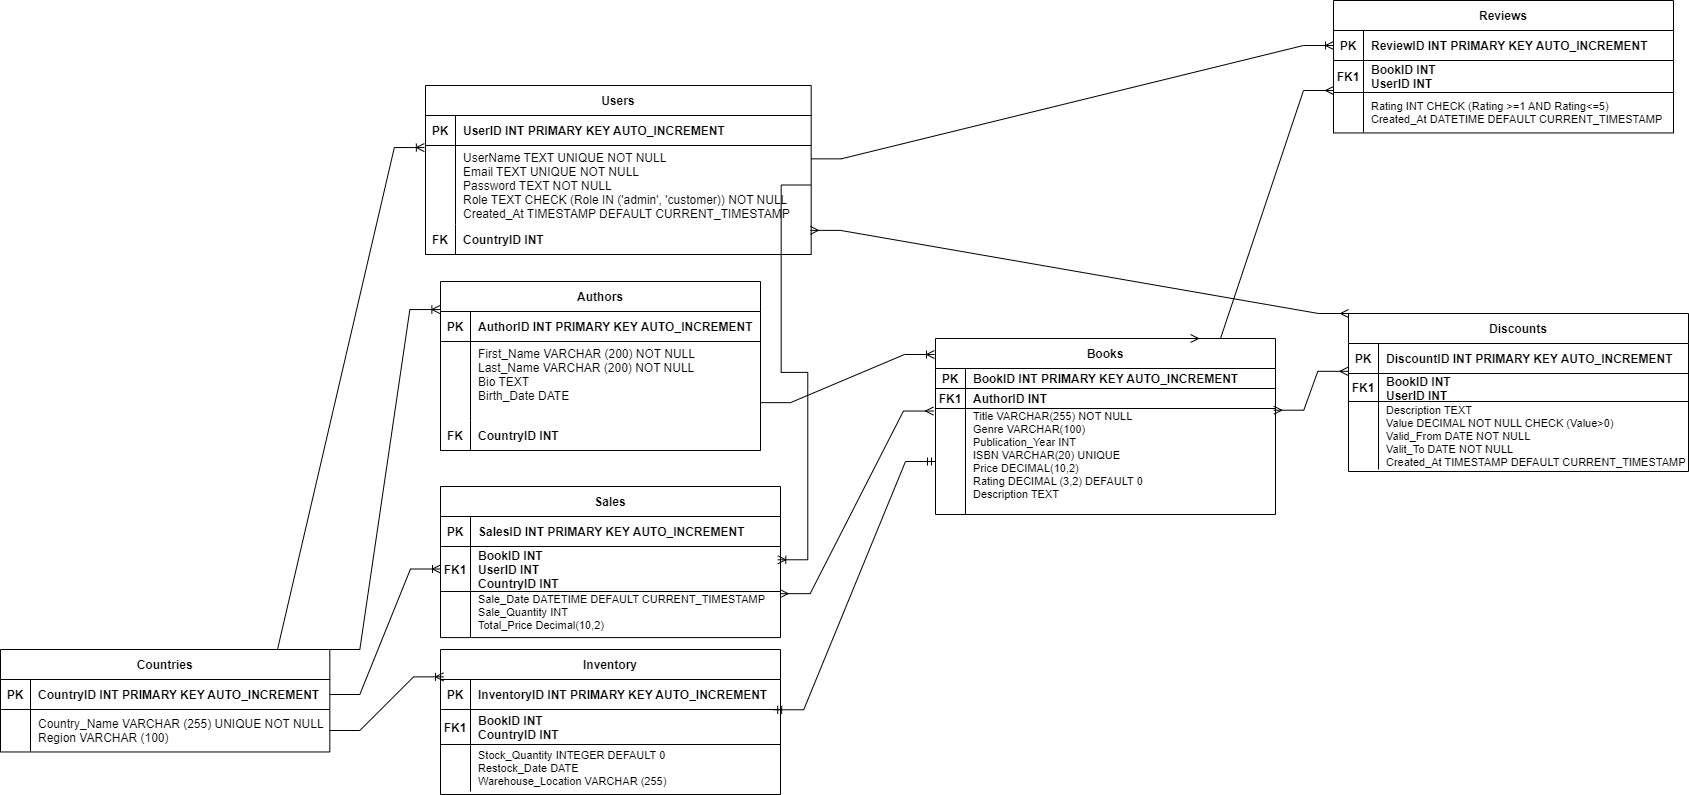 Reviews
PK ReviewID INT PRIMARY KEY AUTO_INCREMENT
BookID INT
FK1
UserID INT
Rating INT CHECK (Rating >=1 AND Rating<=5)
Created_At DATETIME DEFAULT CURRENT_TIMESTAMP
Users
PK UserID INT PRIMARY KEY AUTO_INCREMENT
UserName TEXT UNIQUE NOT NULL
Email TEXT UNIQUE NOT NULL
Password TEXT NOT NULL
Role TEXT CHECK (Role IN ('admin', 'customer)) NOT NULL
Created_At TIMESTAMP DEFAULT CURRENT_TIMESTAMP
FK CountryID INT
Authors
PK AuthorID INT PRIMARY KEY AUTO_INCREMENT
First_Name VARCHAR (200) NOT NULL
Last_Name VARCHAR (200) NOT NULL
Bio TEXT
Birth_Date DATE
FK CountryID INT
Discounts
PK DiscountID INT PRIMARY KEY AUTO_INCREMENT
BookID INT
FK1
UserID INT
Description TEXT
Value DECIMAL NOT NULL CHECK (Value>0)
Valid_From DATE NOT NULL
Valit_To DATE NOT NULL
Created_At TIMESTAMP DEFAULT CURRENT_TIMESTAMP
Books
PK BookID INT PRIMARY KEY AUTO_INCREMENT
FK1 AuthorID INT
Title VARCHAR(255) NOT NULL
Genre VARCHAR(100)
Publication_Year INT
ISBN VARCHAR(20) UNIQUE
Price DECIMAL(10,2)
Rating DECIMAL (3,2) DEFAULT 0
Description TEXT
Sales
PK SalesID INT PRIMARY KEY AUTO_INCREMENT
BookID INT
FK1 UserID INT
CountryID INT
Sale_Date DATETIME DEFAULT CURRENT_TIMESTAMP
Sale_Quantity INT
Total_Price Decimal(10,2)
Countries
PK CountryID INT PRIMARY KEY AUTO_INCREMENT
Country_Name VARCHAR (255) UNIQUE NOT NULL
Region VARCHAR (100)
Inventory
PK InventoryID INT PRIMARY KEY AUTO_INCREMENT
BookID INT
FK1
CountryID INT
Stock_Quantity INTEGER DEFAULT 0
Restock_Date DATE
Warehouse_Location VARCHAR (255)